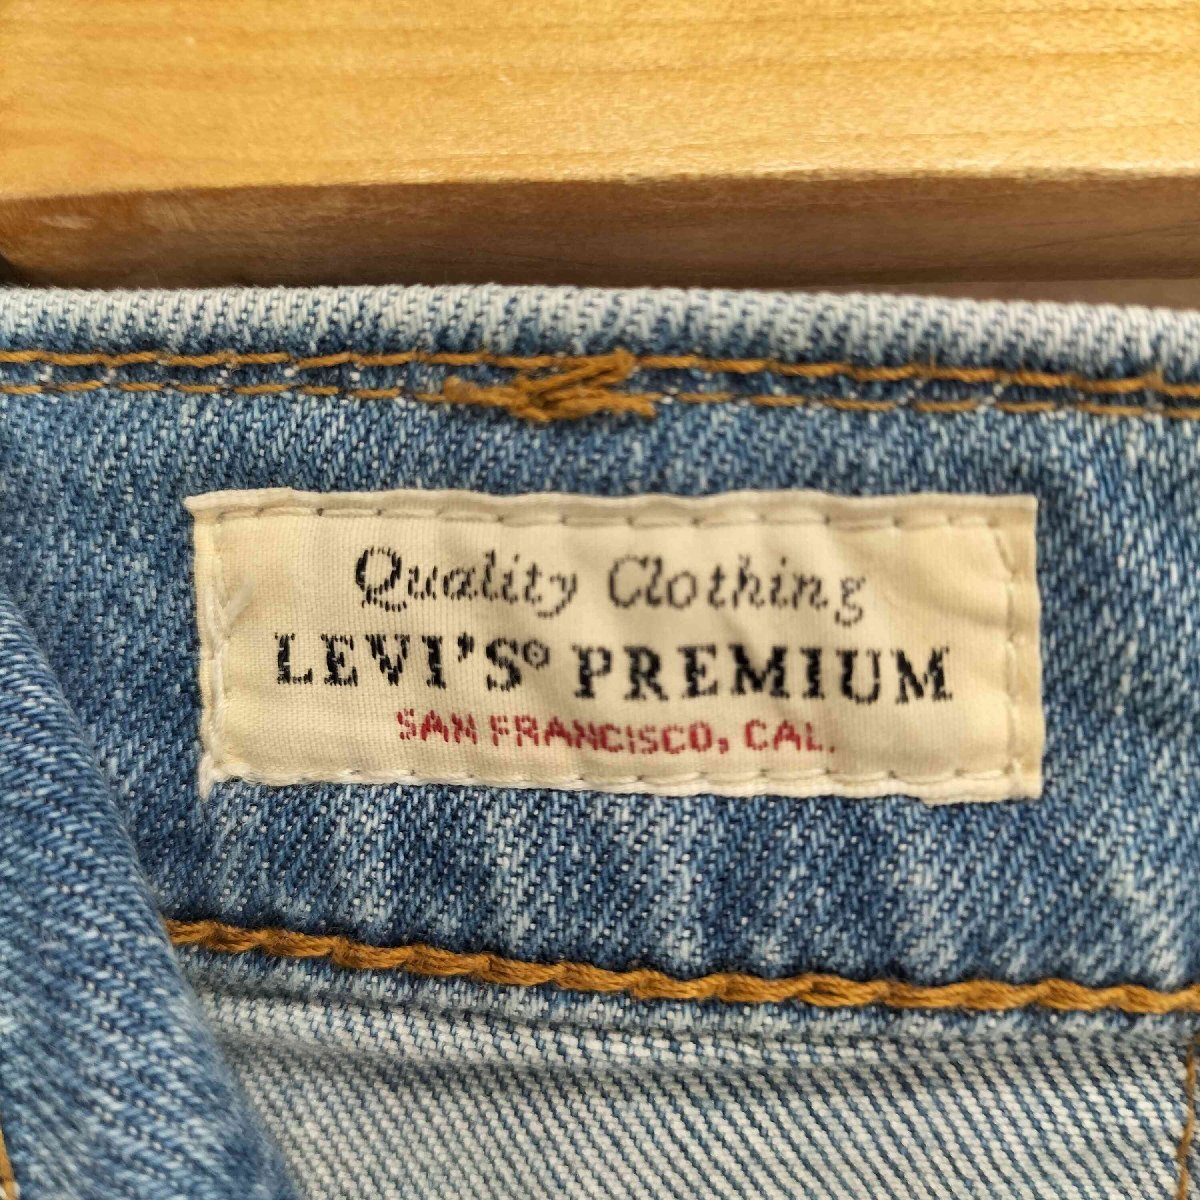 Quality Clothing
LEVI'S® PREMIUM
SAN FRANCISCO, CAL.